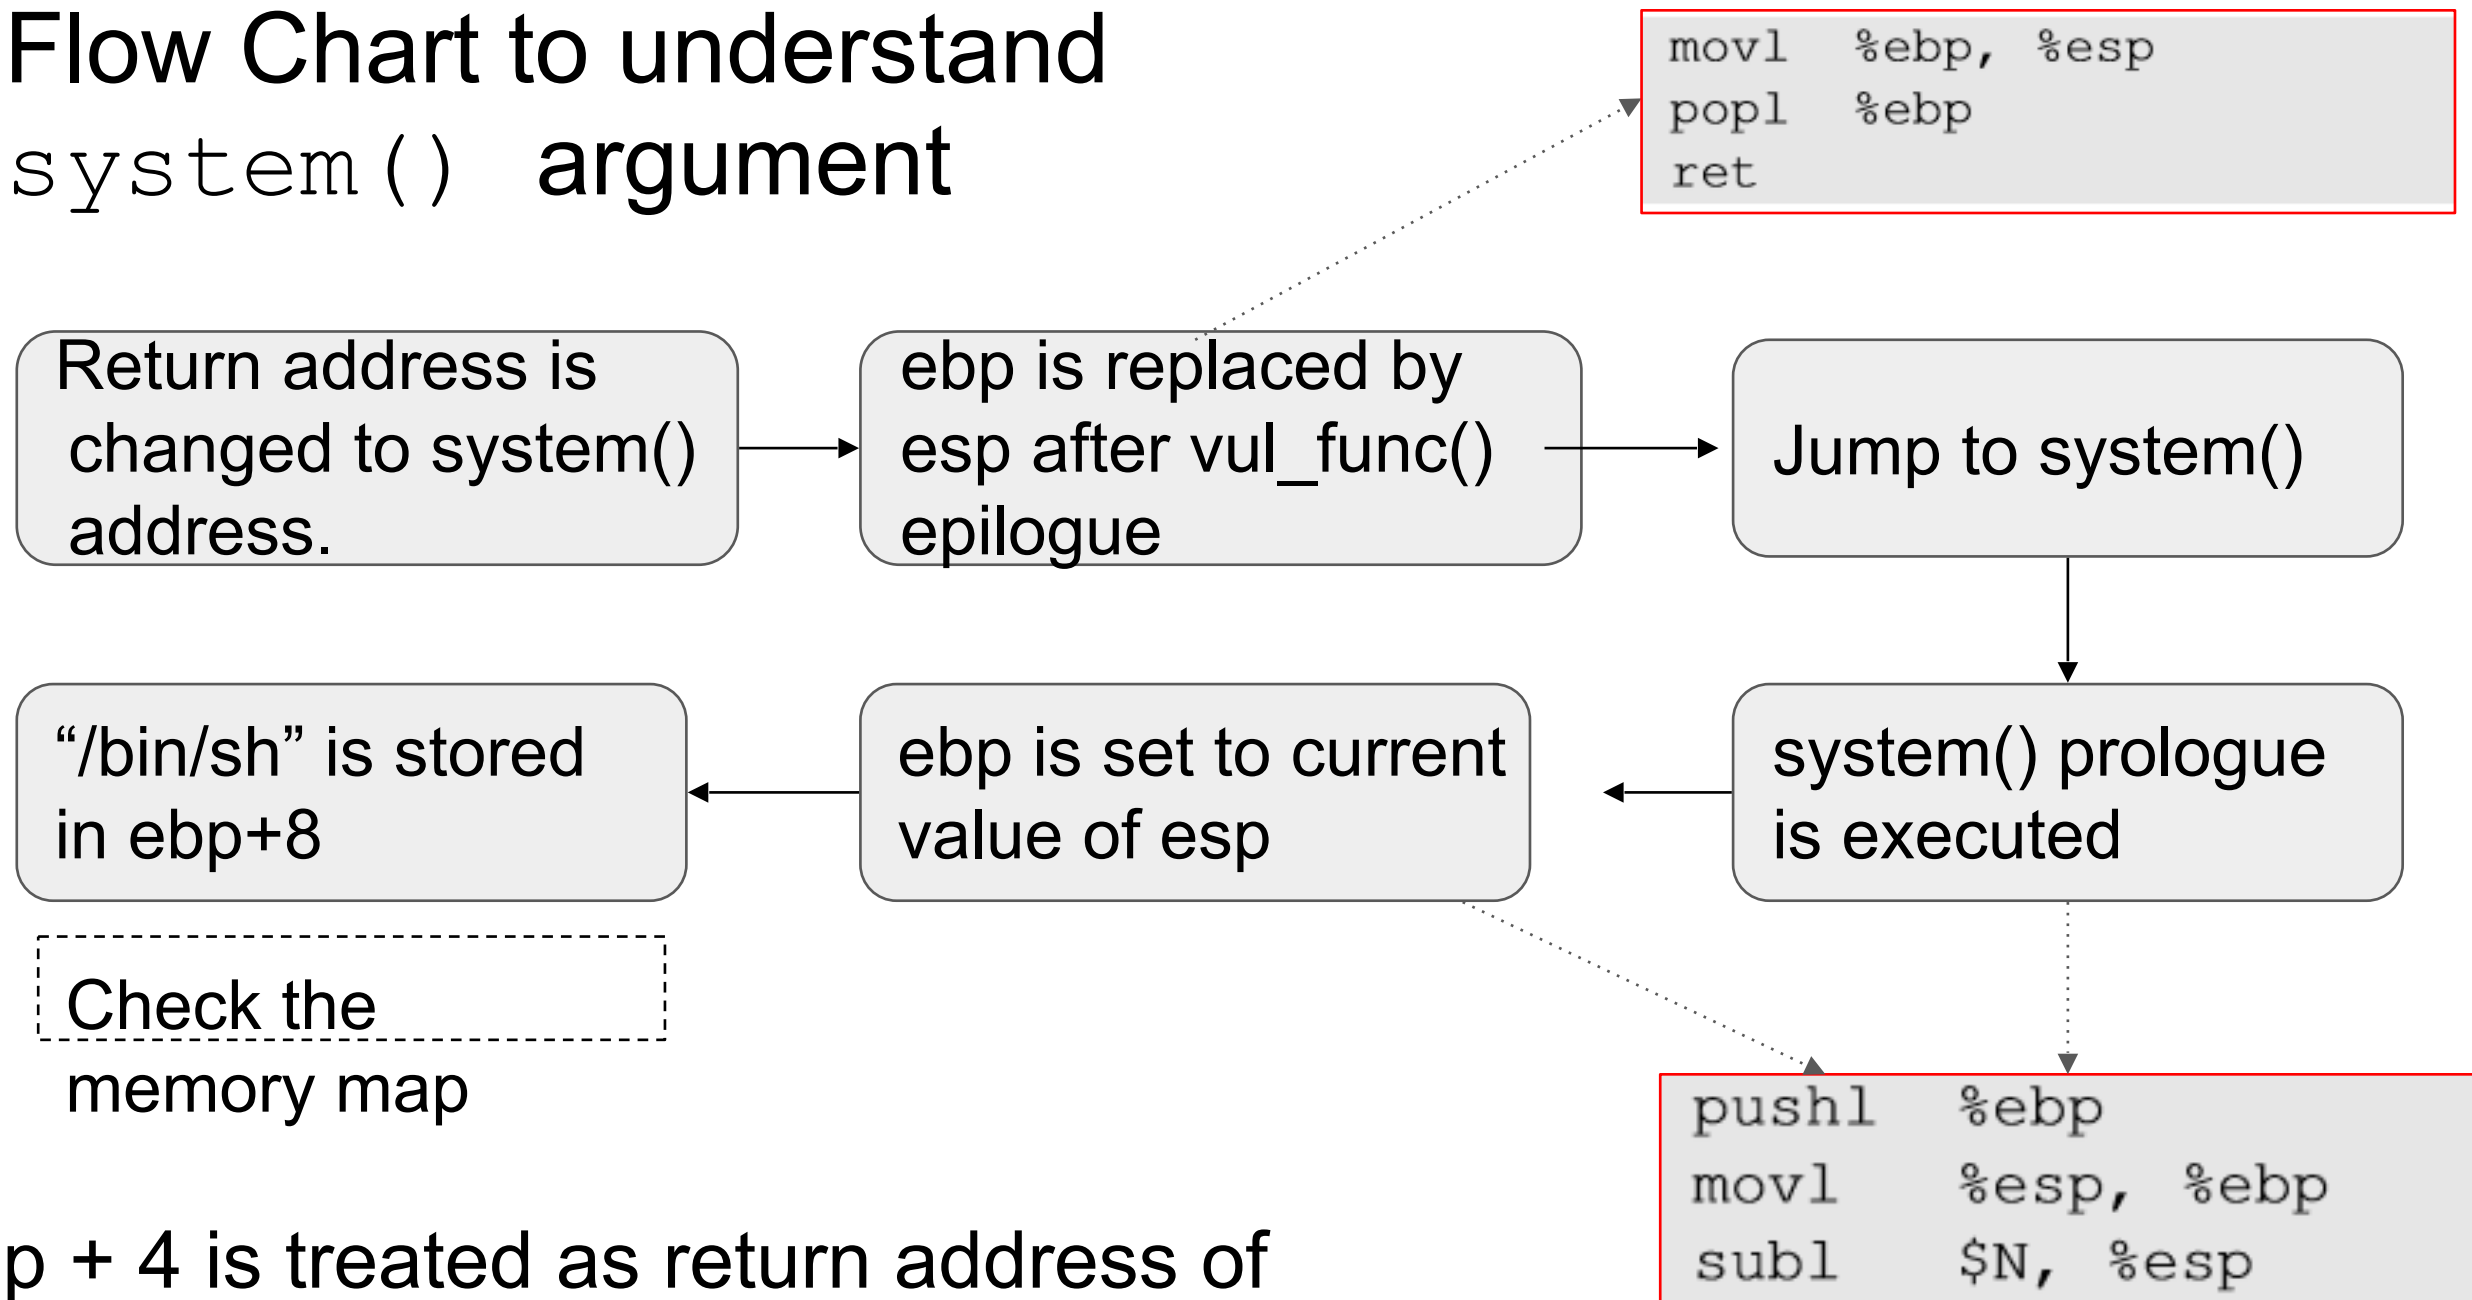 Flow Chart to understand
system() argument
movl %ebp, %esp
popl %ebp
ret
Return address is
changed to system()
address.
ebp is replaced by
esp after vul_func()
epilogue
Jump to system()
“/bin/sh” is stored
in ebp+8
ebp is set to current
value of esp
system() prologue
is executed
Check the
memory map
pushl %ebp
movl %esp, %ebp
subl $N, %esp
p + 4 is treated as return address of